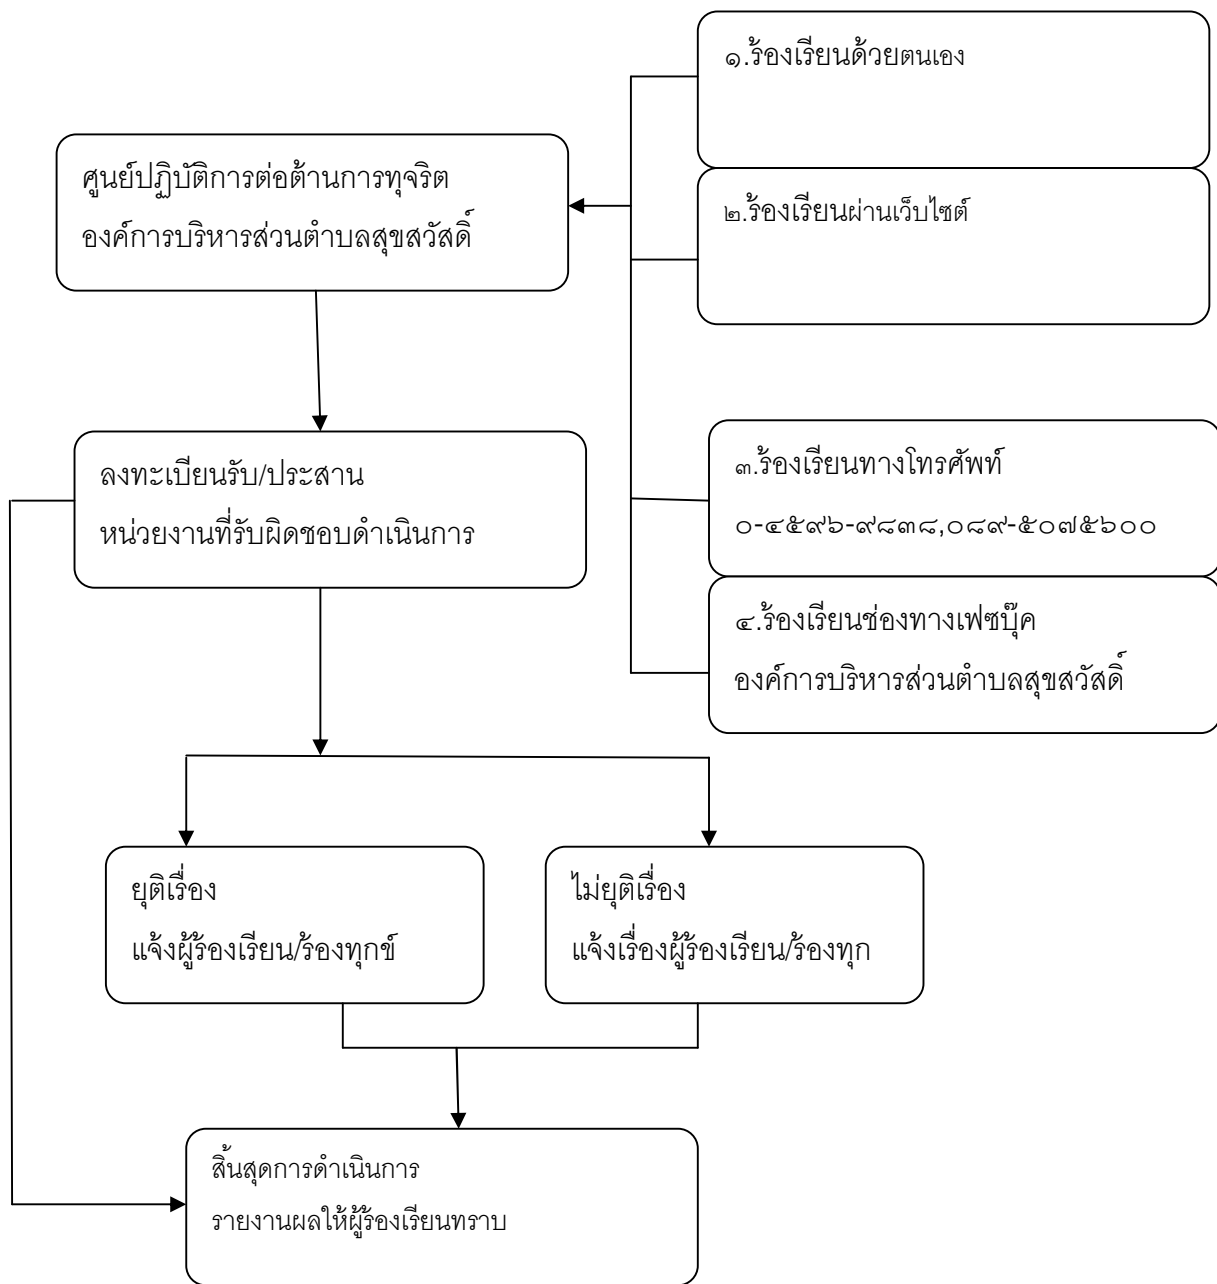 ๑.ร้องเรียนด้วยตนเอง
ศูนย์ปฏิบัติการต่อต้านการทุจริต
องค์การบริหารส่วนตำบลสุขสวัสดิ์
๒.ร้องเรียนผ่านเว็บไซต์
ลงทะเบียนรับ/ประสาน
หน่วยงานที่รับผิดชอบดำเนินการ
๓.ร้องเรียนทางโทรศัพท์
๐-๔๕๙๖-๙๘๓๘,๐๘๙-๕๐๗๕๖๐๐
๔.ร้องเรียนช่องทางเฟซบุ๊ค
องค์การบริหารส่วนตำบลสุขสวัสดิ์
ยุติเรื่อง
แจ้งผู้ร้องเรียน/ร้องทุกข์
ไม่ยุติเรื่อง
แจ้งเรื่องผู้ร้องเรียน/ร้องทุก
สิ้นสุดการดำเนินการ
รายงานผลให้ผู้ร้องเรียนทราบ